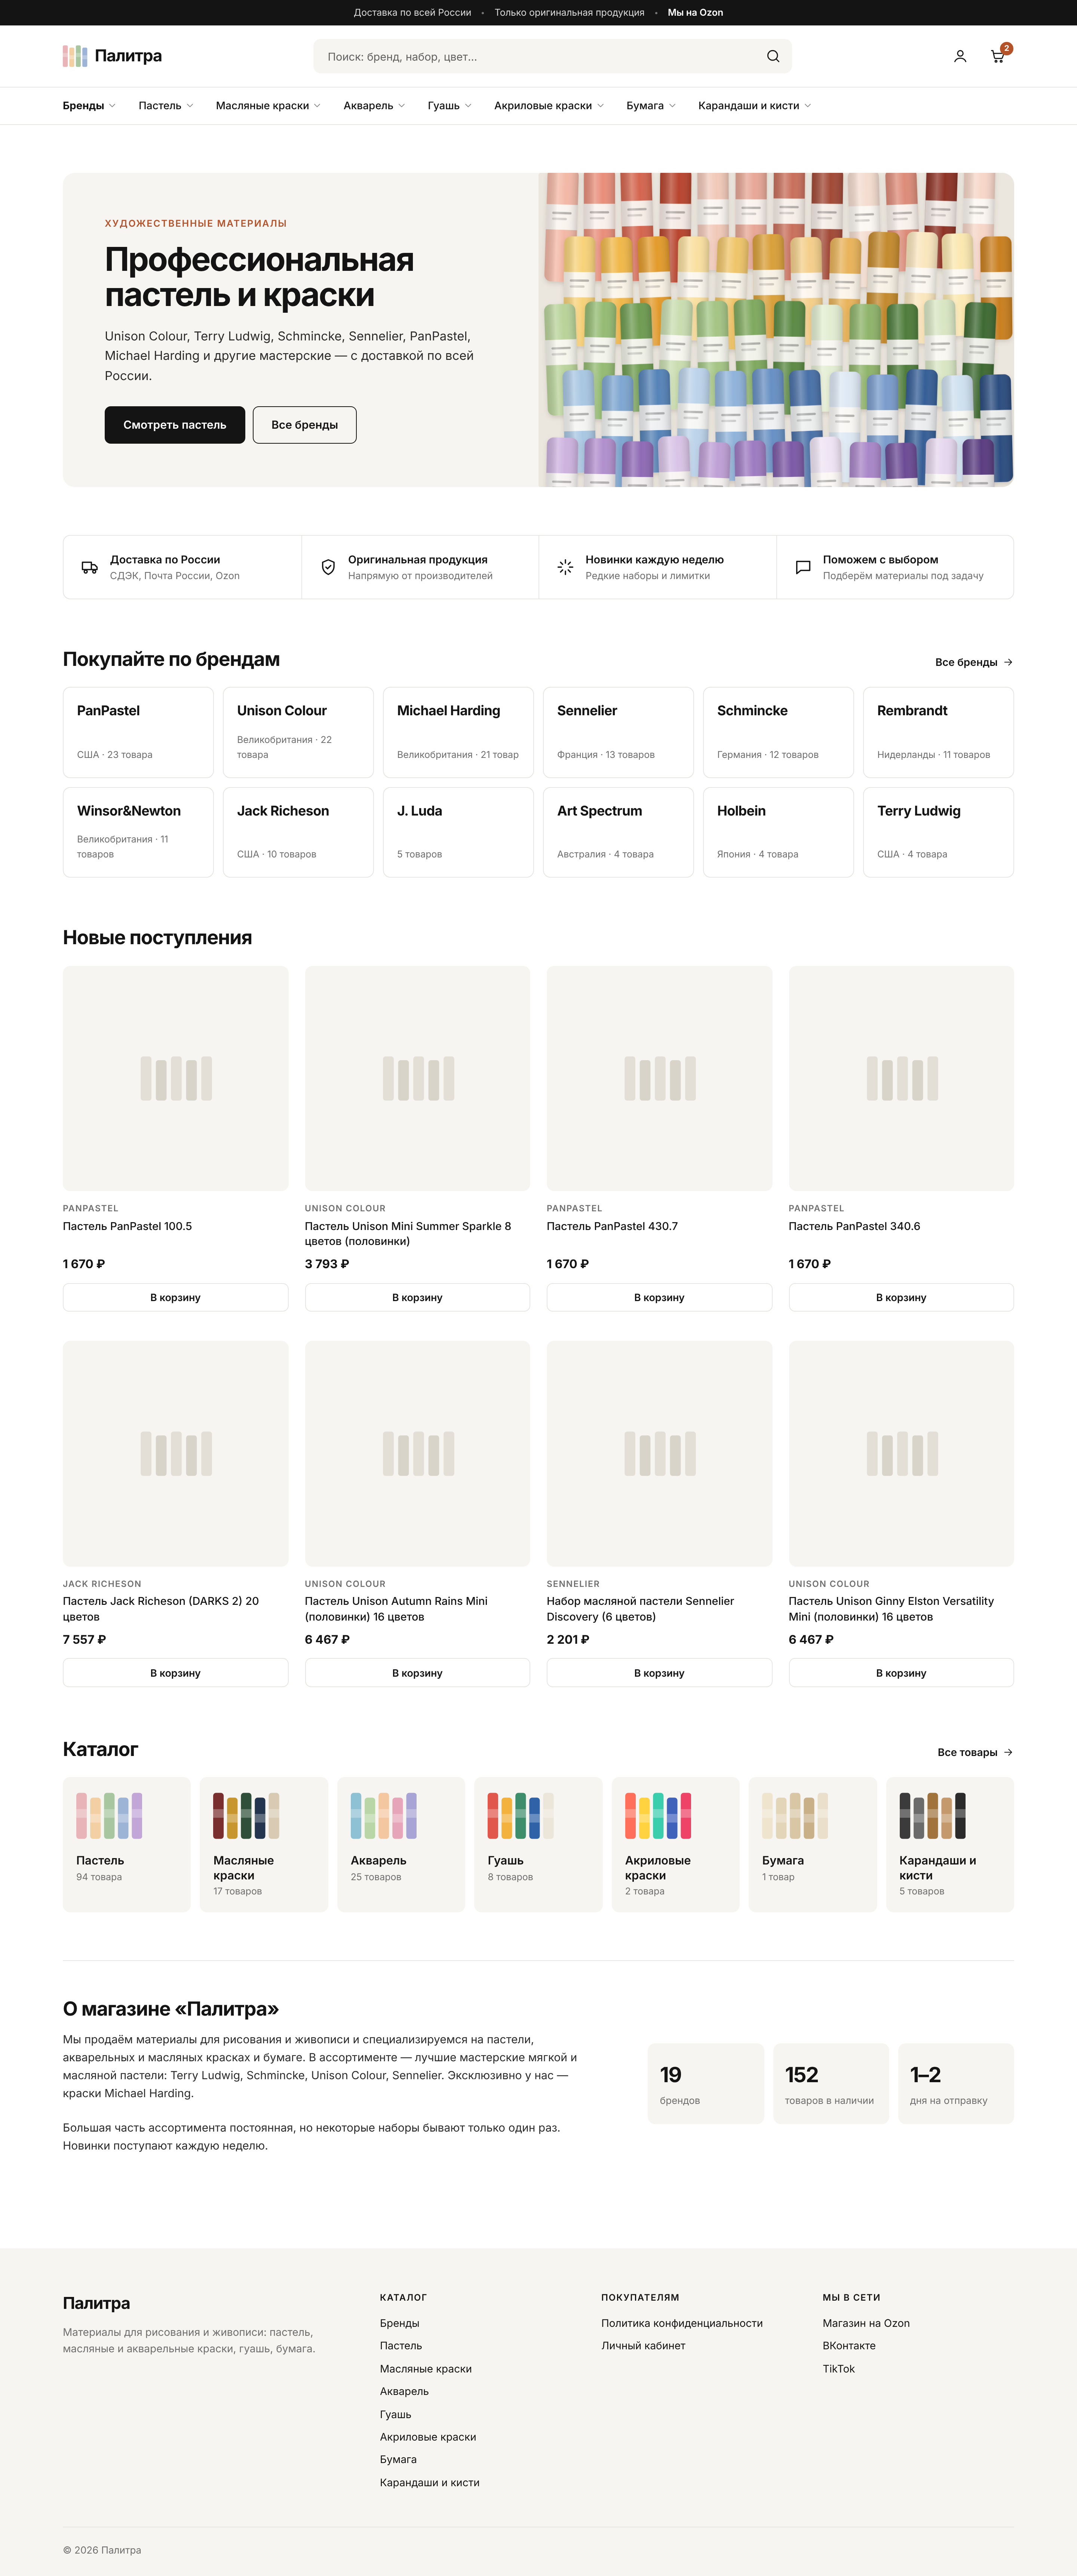 Доставка по всей России • Только оригинальная продукция • Мы на Ozon
Палитра
Поиск: бренд, набор, цвет...
2
Бренды
Пастель
Масляные краски
Акварель
Гуашь
Акриловые краски
Бумага
Карандаши и кисти
ХУДОЖЕСТВЕННЫЕ МАТЕРИАЛЫ
Профессиональная
пастель и краски
Unison Colour, Terry Ludwig, Schmincke, Sennelier, PanPastel,
Michael Harding и другие мастерские — с доставкой по всей
России.
Смотреть пастель
Все бренды
Доставка по России
СДЭК, Почта России, Ozon
Оригинальная продукция
Напрямую от производителей
Новинки каждую неделю
Редкие наборы и лимитки
Поможем с выбором
Подберём материалы под задачу
Покупайте по брендам
Все бренды →
PanPastel
США · 23 товара
Unison Colour
Великобритания · 22
товара
Michael Harding
Великобритания · 21 товар
Sennelier
Франция · 13 товаров
Schmincke
Германия · 12 товаров
Rembrandt
Нидерланды · 11 товаров
Winsor&Newton
Великобритания · 11
товаров
Jack Richeson
США · 10 товаров
J. Luda
5 товаров
Art Spectrum
Австралия · 4 товара
Holbein
Япония · 4 товара
Terry Ludwig
США · 4 товара
Новые поступления
PANPASTEL
Пастель PanPastel 100.5
1 670 ₽
В корзину
UNISON COLOUR
Пастель Unison Mini Summer Sparkle 8
цветов (половинки)
3 793 ₽
В корзину
PANPASTEL
Пастель PanPastel 430.7
1 670 ₽
В корзину
PANPASTEL
Пастель PanPastel 340.6
1 670 ₽
В корзину
JACK RICHESON
Пастель Jack Richeson (DARKS 2) 20
цветов
7 557 ₽
В корзину
UNISON COLOUR
Пастель Unison Autumn Rains Mini
(половинки) 16 цветов
6 467 ₽
В корзину
SENNELIER
Набор масляной пастели Sennelier
Discovery (6 цветов)
2 201 ₽
В корзину
UNISON COLOUR
Пастель Unison Ginny Elston Versatility
Mini (половинки) 16 цветов
6 467 ₽
В корзину
Каталог
Все товары →
Пастель
94 товара
Масляные
краски
17 товаров
Акварель
25 товаров
Гуашь
8 товаров
Акриловые
краски
2 товара
Бумага
1 товар
Карандаши и
кисти
5 товаров
О магазине «Палитра»
Мы продаём материалы для рисования и живописи и специализируемся на пастели,
акварельных и масляных красках и бумаге. В ассортименте — лучшие мастерские мягкой и
масляной пастели: Terry Ludwig, Schmincke, Unison Colour, Sennelier. Эксклюзивно у нас —
краски Michael Harding.
Большая часть ассортимента постоянная, но некоторые наборы бывают только один раз.
Новинки поступают каждую неделю.
19
брендов
152
товаров в наличии
1–2
дня на отправку
Палитра
Материалы для рисования и живописи: пастель,
масляные и акварельные краски, гуашь, бумага.
КАТАЛОГ
Бренды
Пастель
Масляные краски
Акварель
Гуашь
Акриловые краски
Бумага
Карандаши и кисти
ПОКУПАТЕЛЯМ
Политика конфиденциальности
Личный кабинет
МЫ В СЕТИ
Магазин на Ozon
ВКонтакте
TikTok
© 2026 Палитра